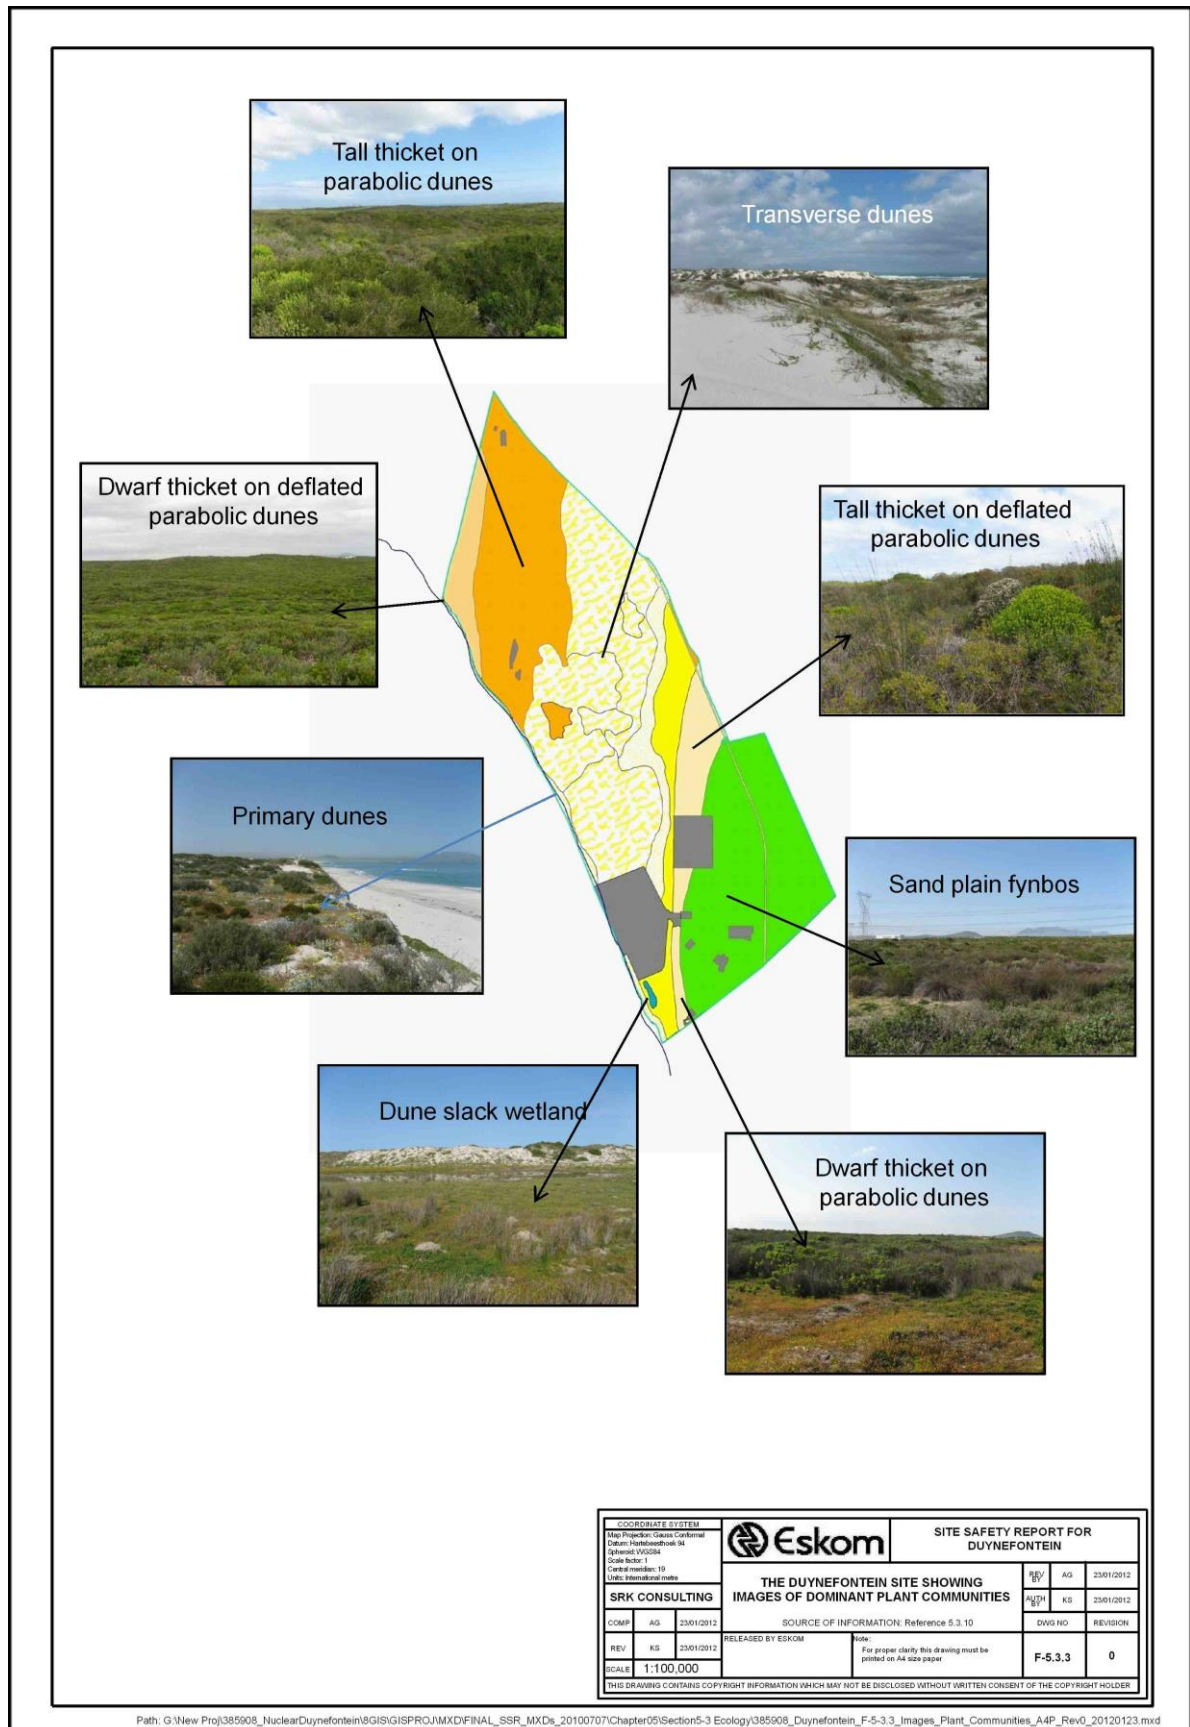 Tall thicket on
parabolic dunes
Transverse dunes
Dwarf thicket on deflated
parabolic dunes
Tall thicket on deflated
parabolic dunes
Primary dunes
Sand plain fynbos
Dune slack wetland
Dwarf thicket on
parabolic dunes
COORDINATE SYSTEM
Map Projection: Gauss Conformal
Datum: Hartebeesthoek 94
Spheroid: WGS84
Scale factor: 1
Central meridian: 19
Units: International metre
SRK CONSULTING
COMP AG 23/01/2012
REV KS 23/01/2012
SCALE 1:100,000
Eskom
SITE SAFETY REPORT FOR
DUYNEFONTEIN
THE DUYNEFONTEIN SITE SHOWING
IMAGES OF DOMINANT PLANT COMMUNITIES
SOURCE OF INFORMATION: Reference 5.3.10
REV BY AG 23/01/2012
AUTH BY KS 23/01/2012
DWG NO REVISION
RELEASED BY ESKOM
Note:
For proper clarity this drawing must be
printed on A4 size paper
F-5.3.3 0
THIS DRAWING CONTAINS COPYRIGHT INFORMATION WHICH MAY NOT BE DISCLOSED WITHOUT WRITTEN CONSENT OF THE COPYRIGHT HOLDER
Path: G:\New Proj\385908_NuclearDuynefontein\8GIS\GISPROJ\MXD\FINAL_SSR_MXDs_20100707\Chapter05\Section5-3 Ecology\385908_Duynefontein_F-5-3.3_Images_Plant_Communities_A4P_Rev0_20120123.mxd